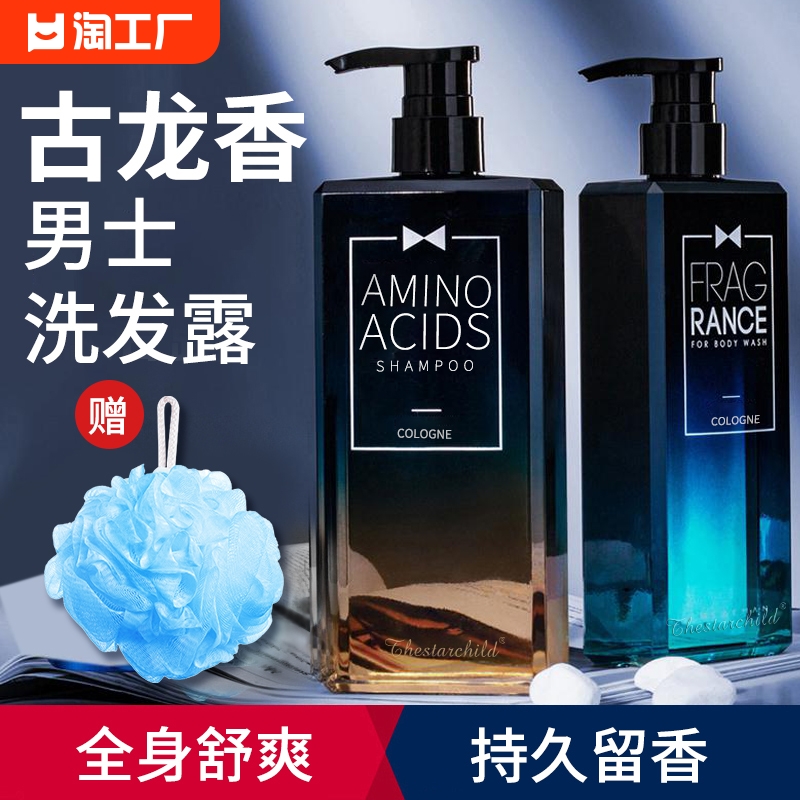 淘工厂
古龙香
男士
洗发露
赠
AMINO
ACIDS
SHAMPOO
COLOGNE
Thestarchild®
FRAG
RANCE
FOR BODY WASH
COLOGNE
Thestarchild®
全身舒爽
持久留香